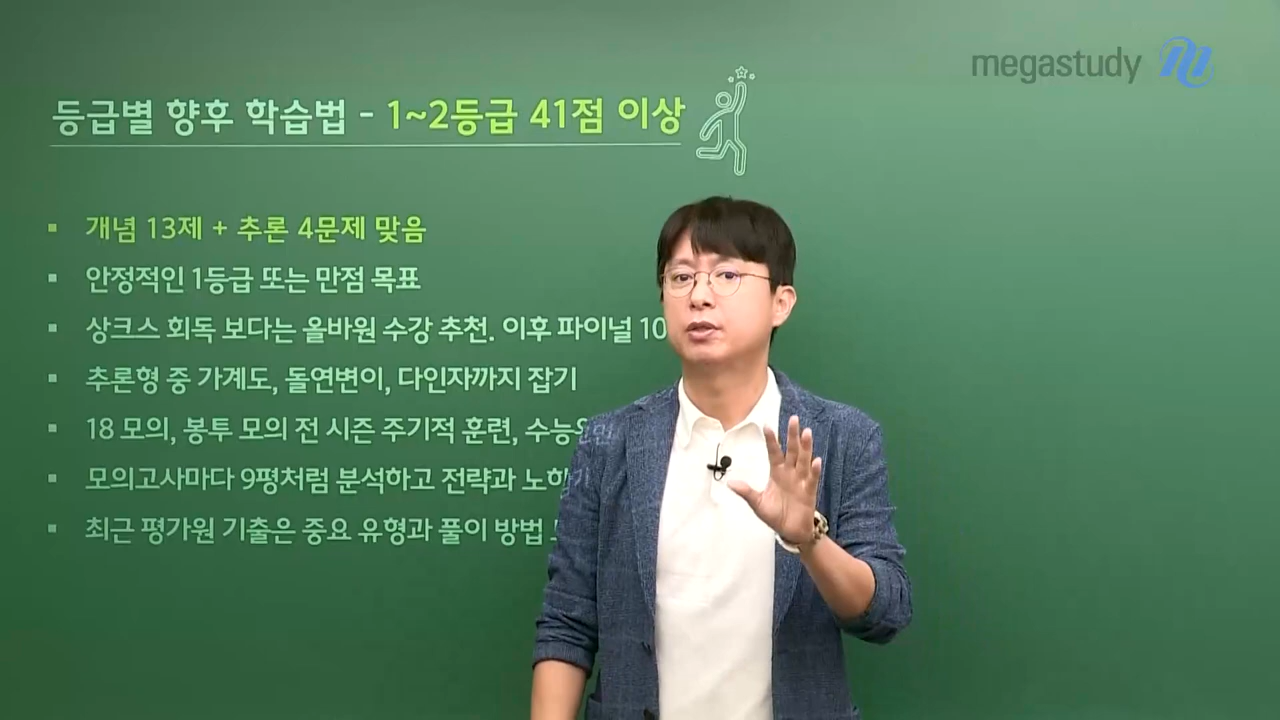 megastudy
등급별 향후 학습법 - 1~2등급 41점 이상
▪ 개념 13제 + 추론 4문제 맞음
▪ 안정적인 1등급 또는 만점 목표
▪ 상크스 회독 보다는 올바원 수강 추천. 이후 파이널 10
▪ 추론형 중 가계도, 돌연변이, 다인자까지 잡기
▪ 18 모의, 봉투 모의 전 시즌 주기적 훈련,
▪ 모의고사마다 9평처럼 분석하고 전략과
▪ 최근 평가원 기출은 중요 유형과 풀이 방법